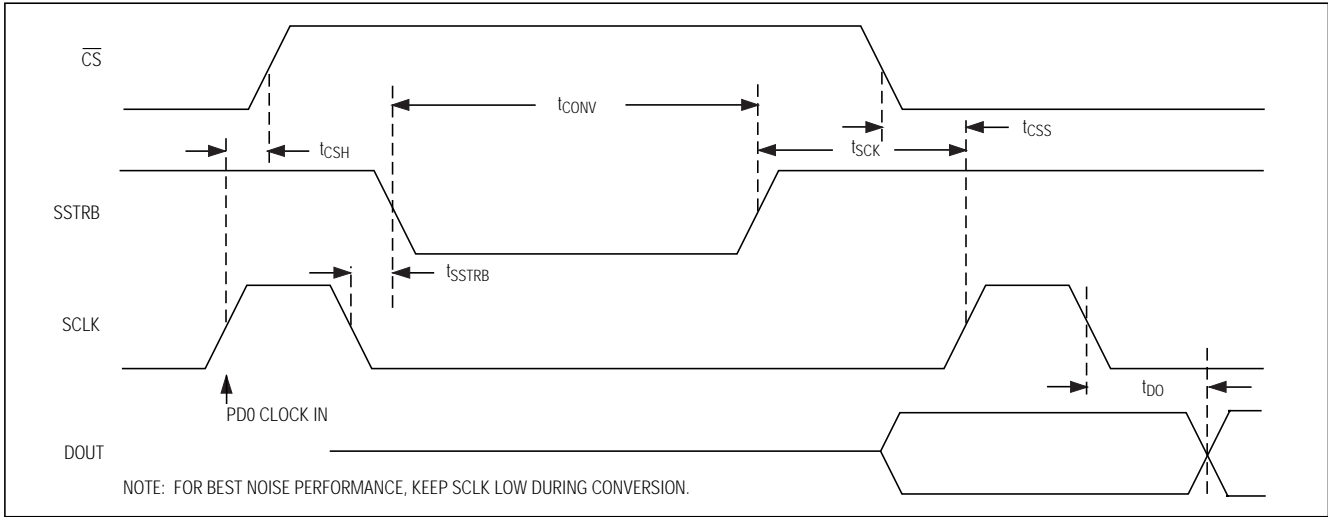 CS
tCONV
tCSS
tCSH
tSCK
SSTRB
tSSTRB
SCLK
tDO
PD0 CLOCK IN
DOUT
NOTE: FOR BEST NOISE PERFORMANCE, KEEP SCLK LOW DURING CONVERSION.